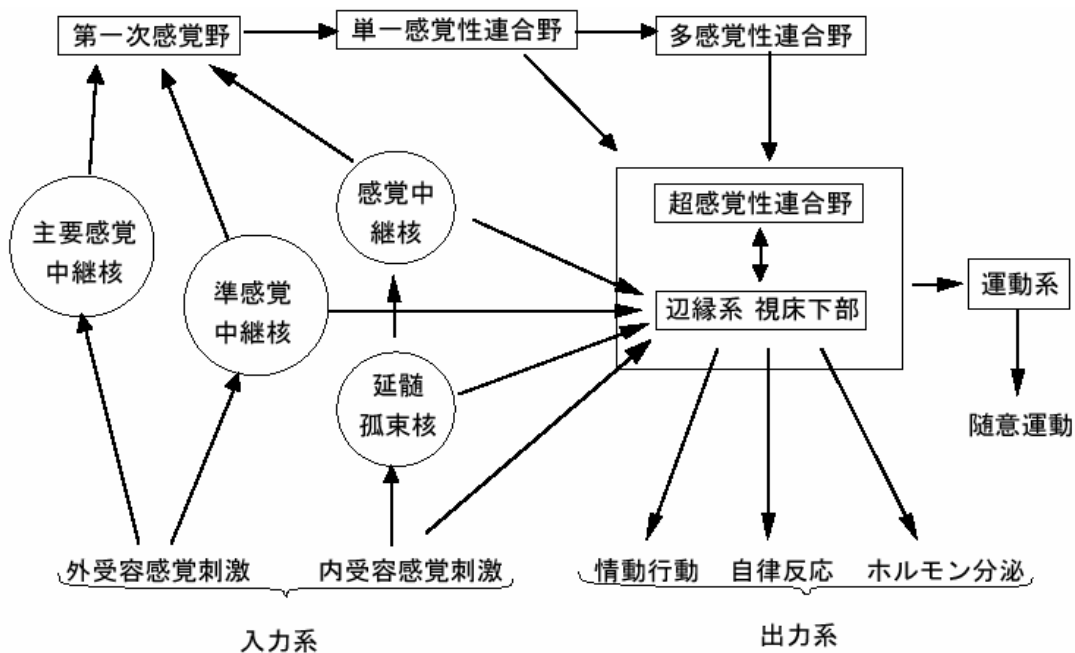 第一次感覚野
単一感覚性連合野
多感覚性連合野
主要感覚
中継核
準感覚
中継核
感覚中
継核
延髄
孤束核
超感覚性連合野
辺縁系 視床下部
運動系
随意運動
外受容感覚刺激
内受容感覚刺激
情動行動
自律反応
ホルモン分泌
入力系
出力系